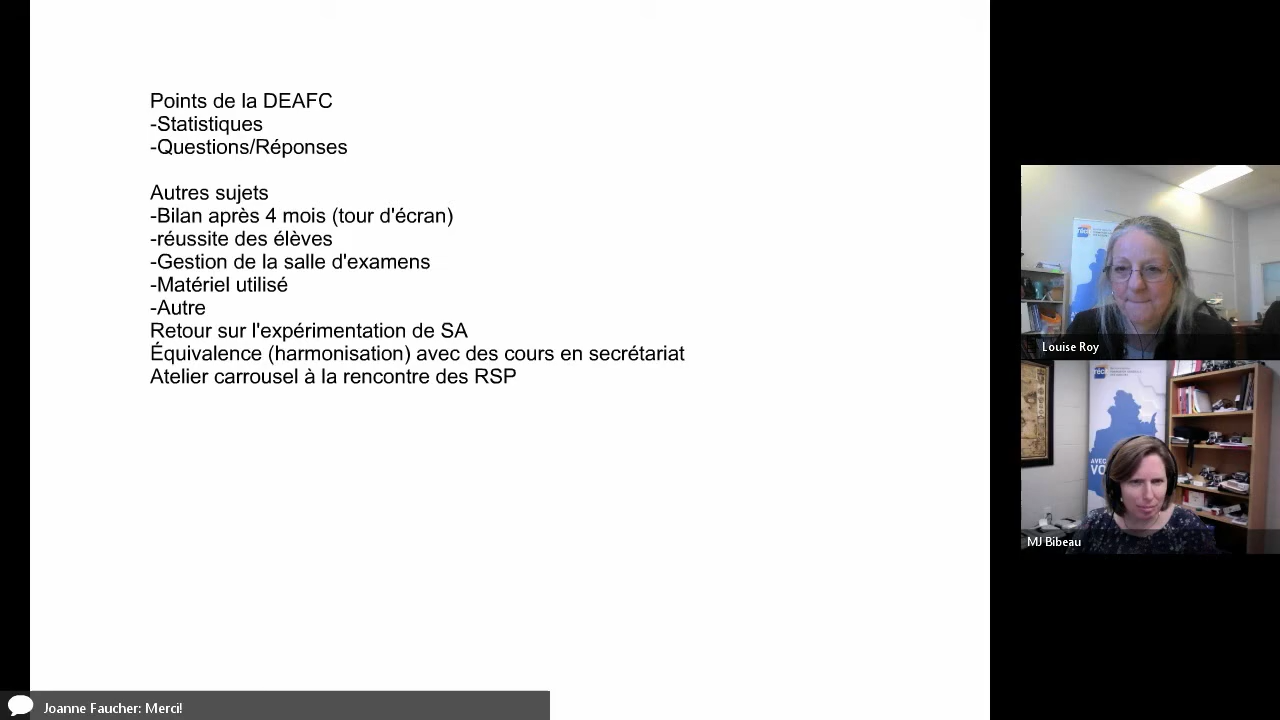 Points de la DEAFC
-Statistiques
-Questions/Réponses
Autres sujets
-Bilan après 4 mois (tour d'écran)
-réussite des élèves
-Gestion de la salle d'examens
-Matériel utilisé
-Autre
Retour sur l'expérimentation de SA
Équivalence (harmonisation) avec des cours en secrétariat
Atelier carrousel à la rencontre des RSP
Louise Roy
AVEC
VO
MJ Bibeau
Joanne Faucher: Merci!